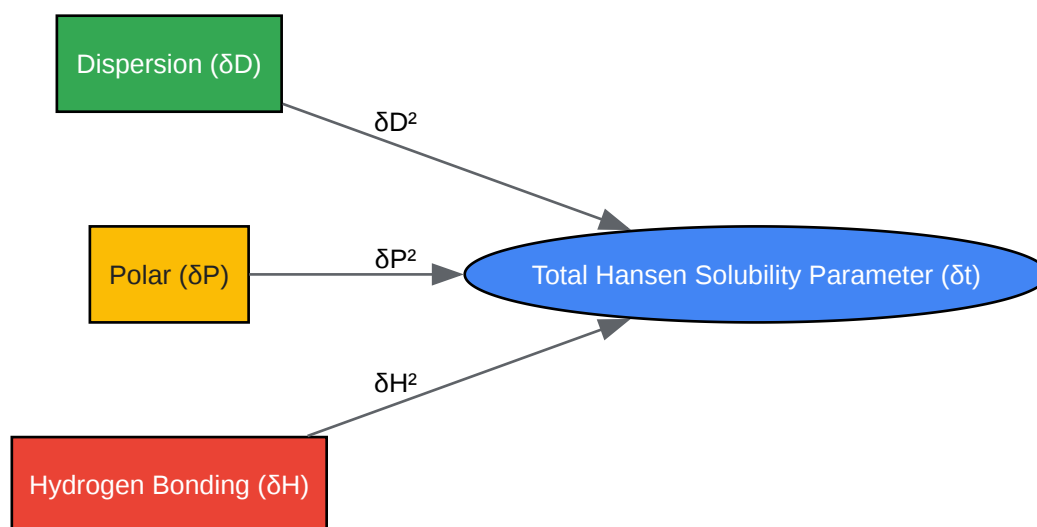 Dispersion (δD)
δD²
Polar (δP)
δP²
Total Hansen Solubility Parameter (δt)
δH²
Hydrogen Bonding (δH)